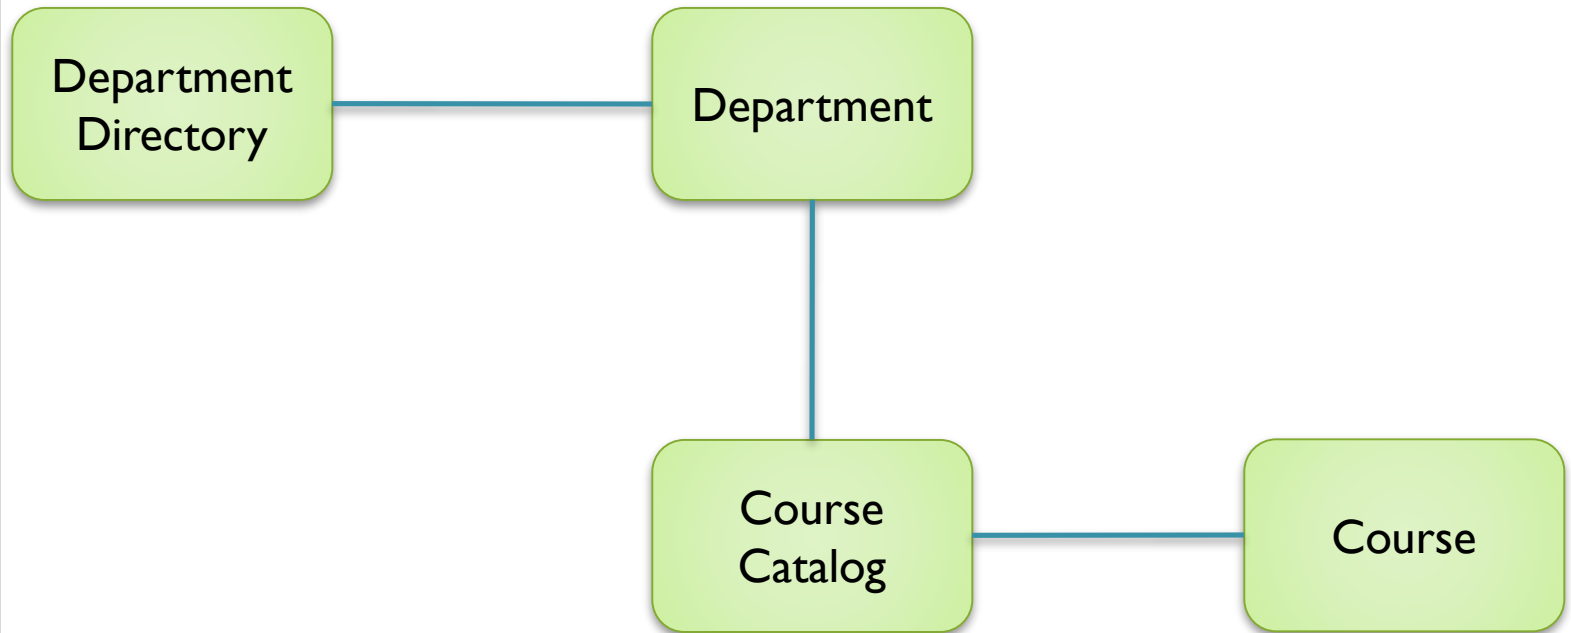 Department
Directory
Department
Course
Catalog
Course